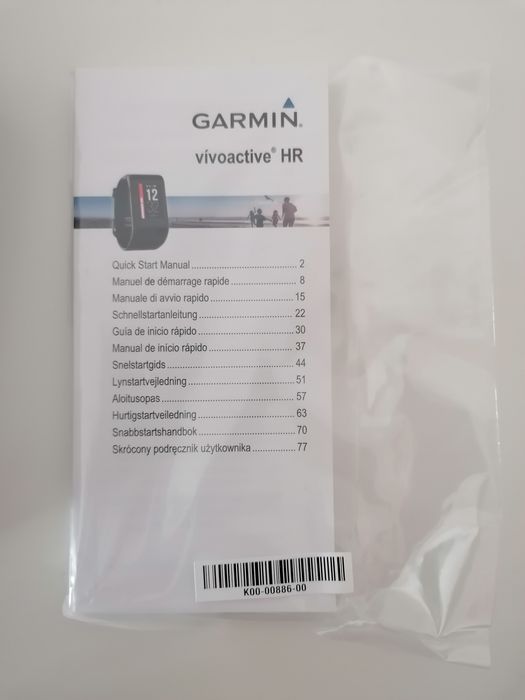 GARMIN®
vívoactive® HR
12
Quick Start Manual ........................................ 2
Manuel de démarrage rapide ........................ 8
Manuale di avvio rapido ............................... 15
Schnellstartanleitung .................................... 22
Guía de inicio rápido .................................... 30
Manual de início rápido ................................ 37
Snelstartgids ................................................ 44
Lynstartvejledning ........................................ 51
Aloitusopas .................................................. 57
Hurtigstartveiledning .................................... 63
Snabbstartshandbok .................................... 70
Skrócony podręcznik użytkownika ................ 77
K00-00886-00